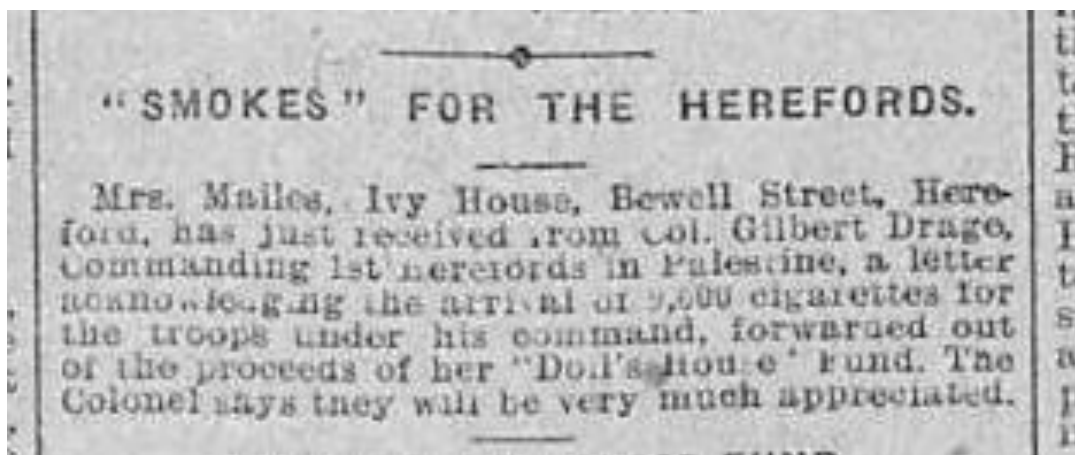 "SMOKES" FOR THE HEREFORDS.
Mrs. Mailes, Ivy House, Bewell Street, Here-
ford, has just received from Col. Gilbert Drage,
Commanding 1st Herefords in Palestine, a letter
acknowledging the arrival of cigarettes for
the troops under his command, forwarded out
of the proceeds of her "Doll's House" Fund. The
Colonel says they will be very much appreciated.